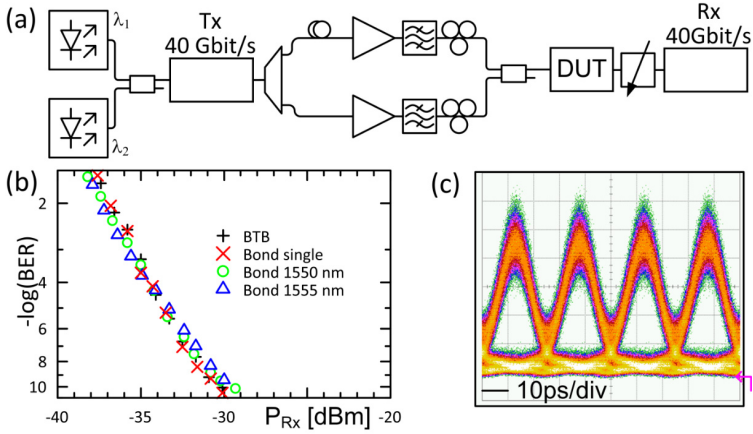 (a)
λ1
λ2
Tx
40 Gbit/s
DUT
Rx
40Gbit/s
(b)
-log(BER)
2
4
6
8
10
BTB
Bond single
Bond 1550 nm
Bond 1555 nm
-40
-35
-30
-25
-20
PRx [dBm]
(c)
10ps/div